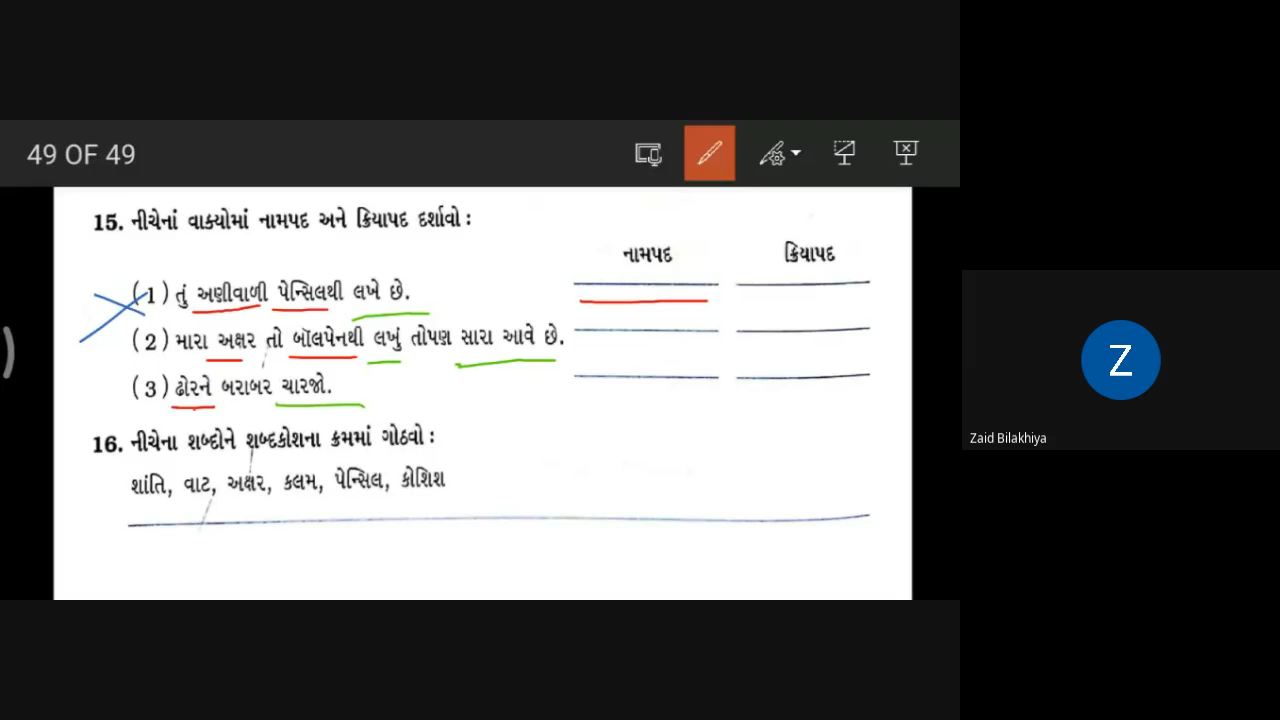 49 OF 49
15. નીચેનાં વાક્યોમાં નામપદ અને ક્રિયાપદ દર્શાવો :
નામપદ ક્રિયાપદ
(1) તું અણીવાળી પેન્સિલથી લખે છે.
(2) મારા અક્ષર તો બૉલપેનથી લખું તોપણ સારા આવે છે.
(3) ઢોરને બરાબર ચારજો.
16. નીચેના શબ્દોને શબ્દકોશના ક્રમમાં ગોઠવો :
શાંતિ, વાટ, અક્ષર, કલમ, પેન્સિલ, કોશિશ
Z
Zaid Bilakhiya